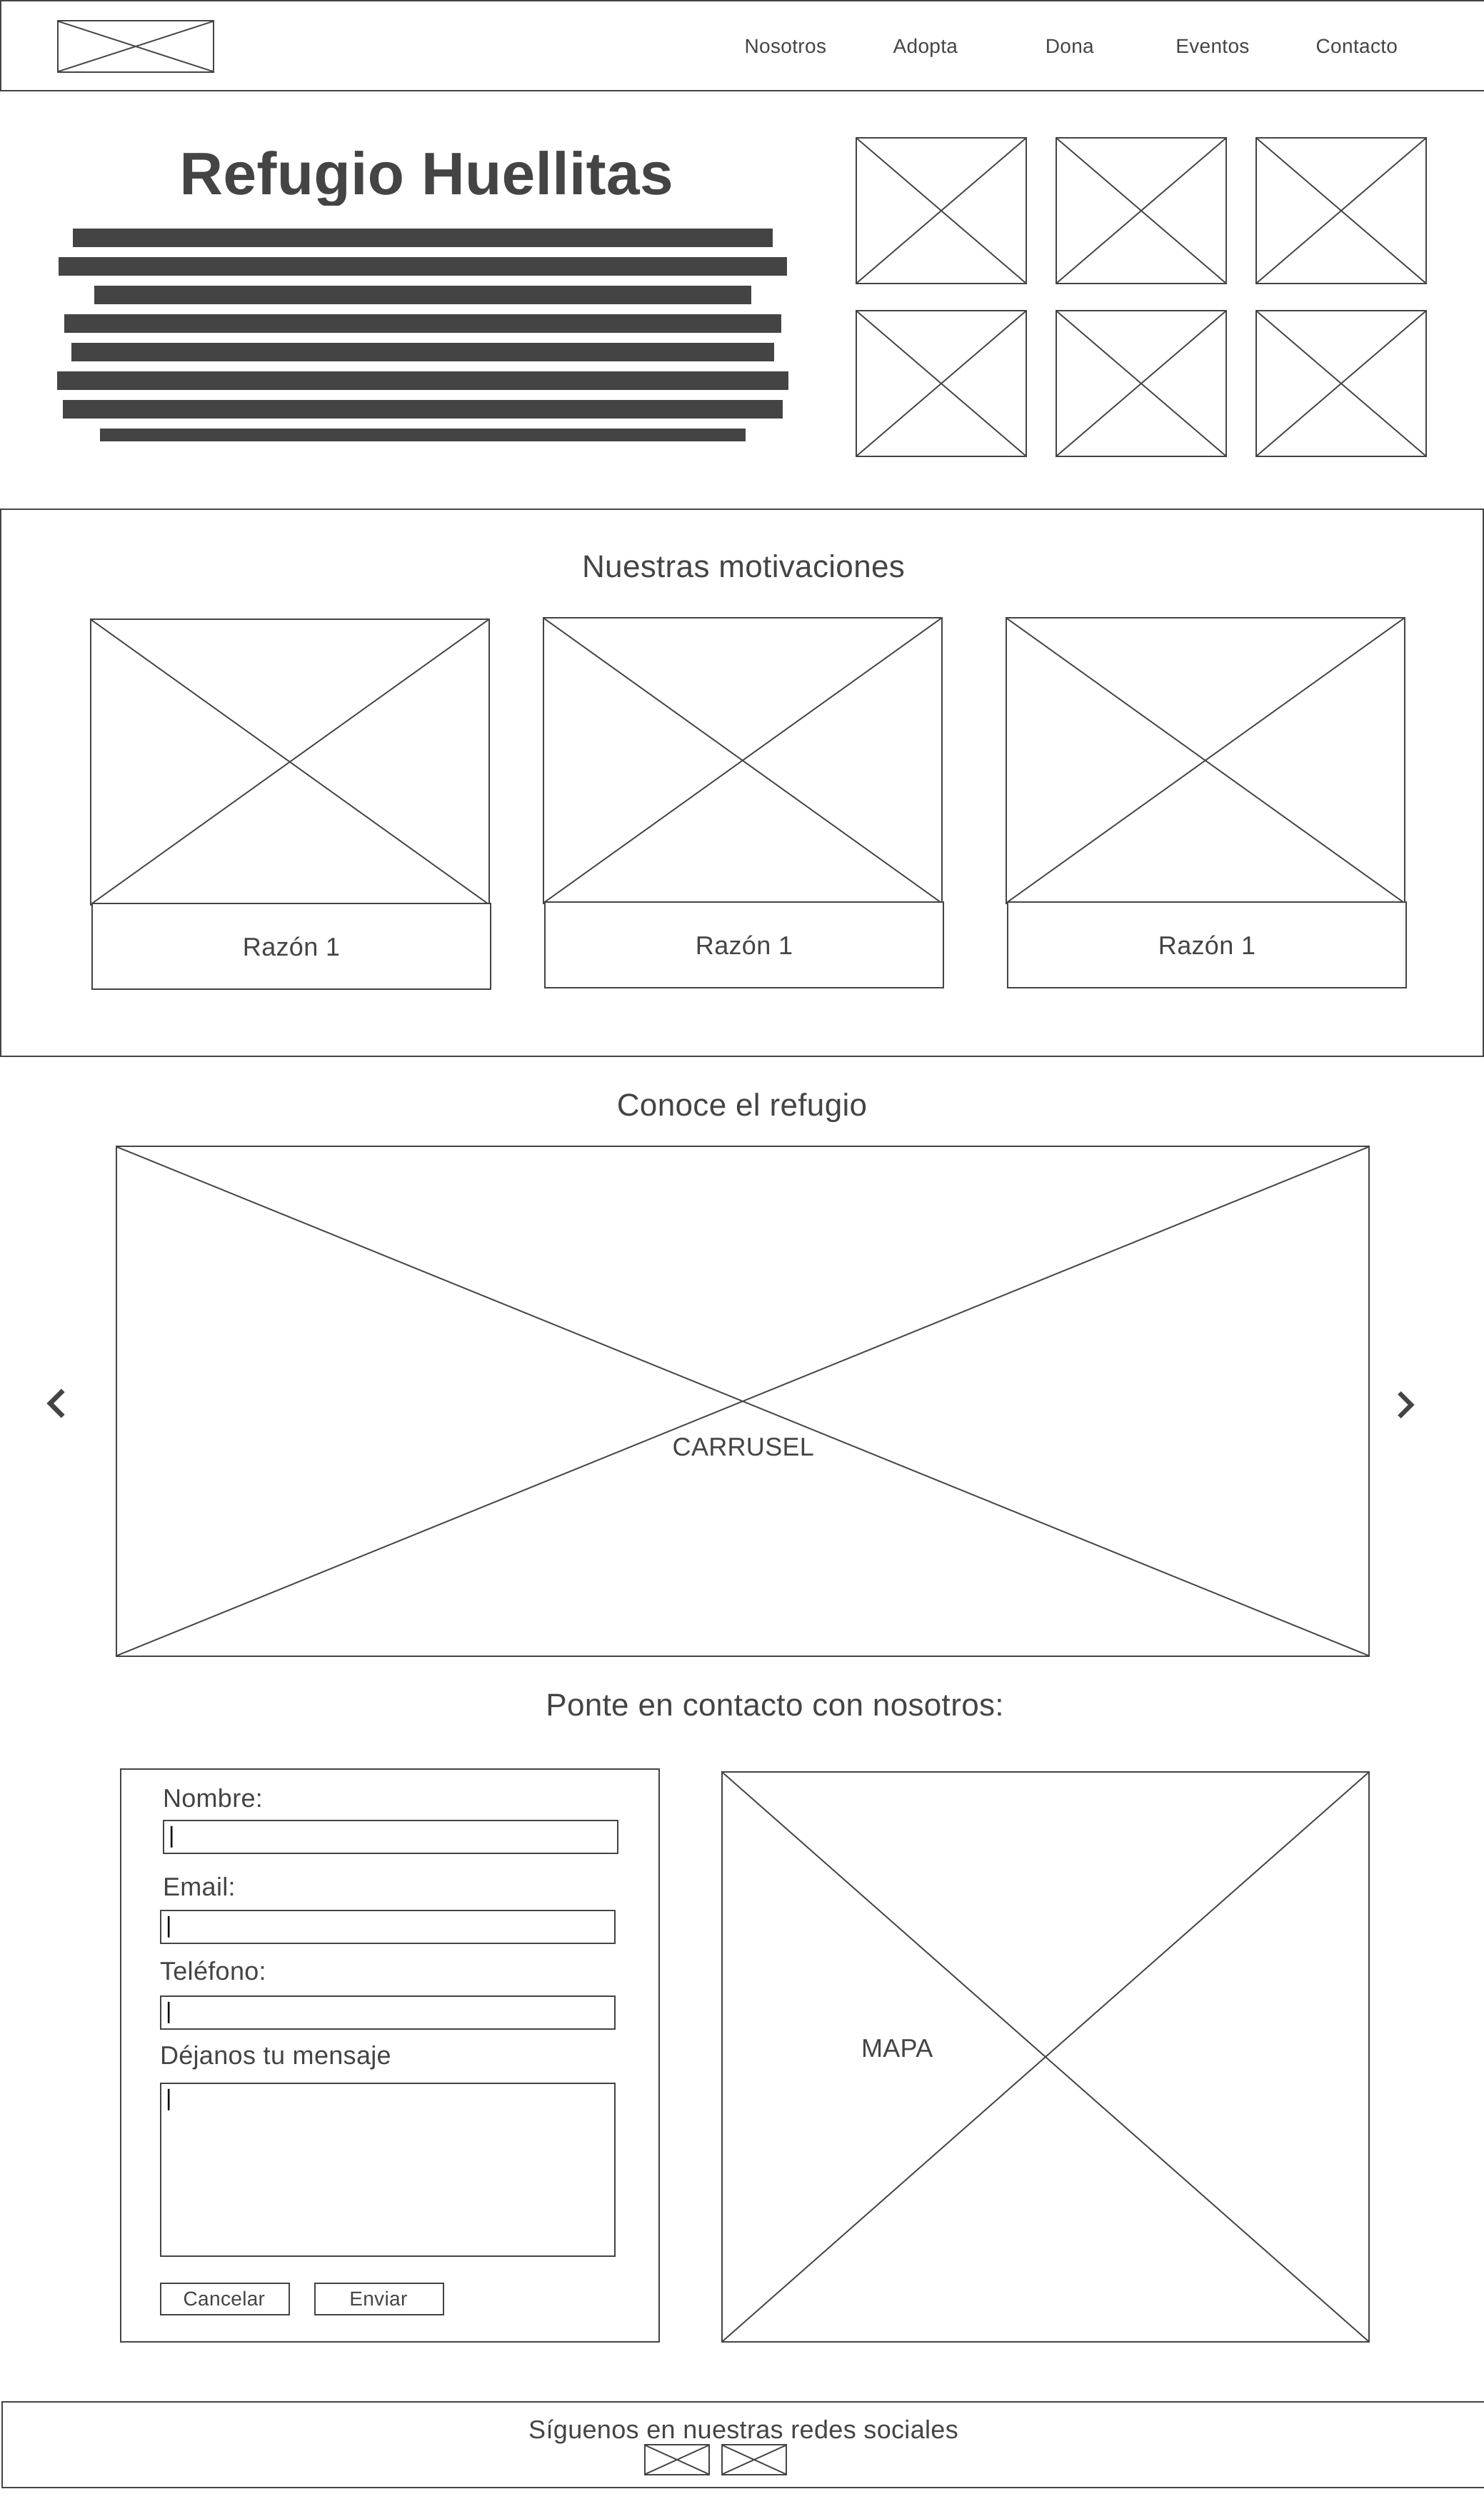 Nosotros Adopta Dona Eventos Contacto
Refugio Huellitas
Nuestras motivaciones
Razón 1 Razón 1 Razón 1
Conoce el refugio
CARRUSEL
Ponte en contacto con nosotros:
Nombre:
Email:
Teléfono:
Déjanos tu mensaje
Cancelar Enviar
MAPA
Síguenos en nuestras redes sociales